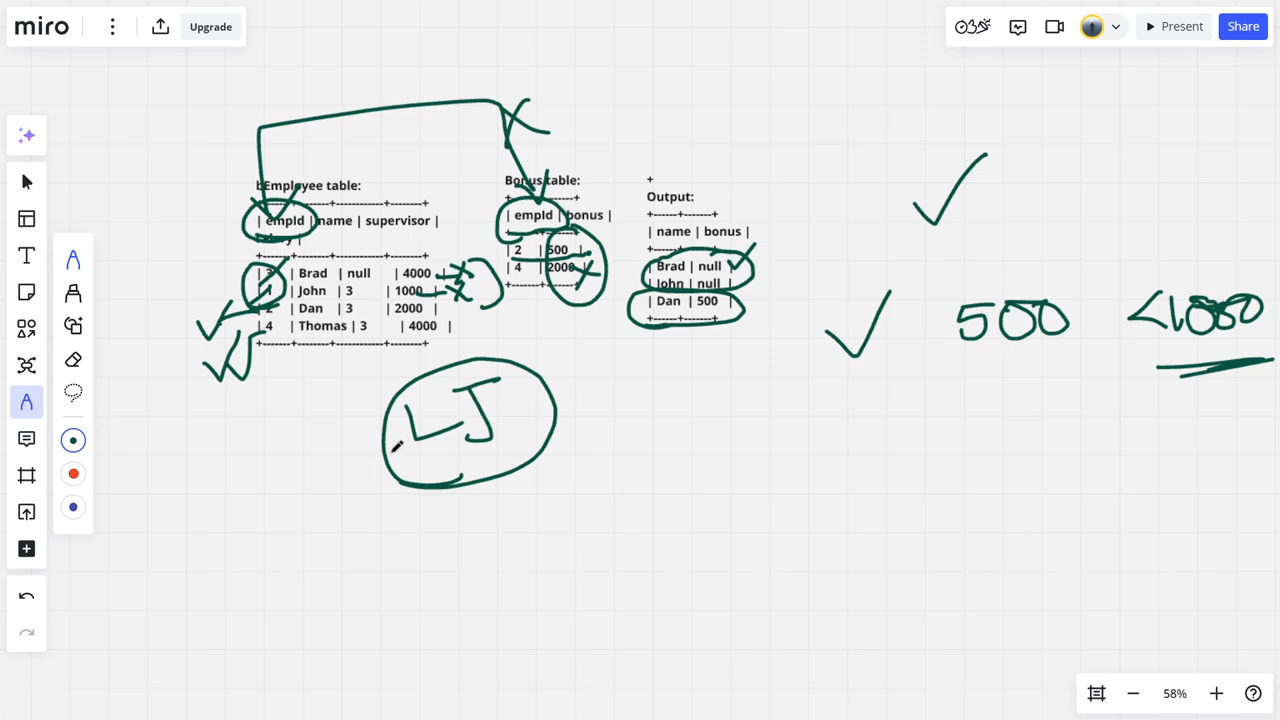 miro
Upgrade
Present
Share
bEmployee table:
+------+--------+------------+--------+
| empId | name | supervisor |
salary |
+------+--------+------------+--------+
| 3 | Brad | null | 4000 |
| 1 | John | 3 | 1000 |
| 2 | Dan | 3 | 2000 |
| 4 | Thomas | 3 | 4000 |
+------+--------+------------+--------+
Bonus table:
+------+-------+
| empId | bonus |
+------+-------+
| 2 | 500 |
| 4 | 2000 |
+------+-------+
+
Output:
+------+-------+
| name | bonus |
+------+-------+
| Brad | null |
| John | null |
| Dan | 500 |
+------+-------+
500 <1000
LJ
58%